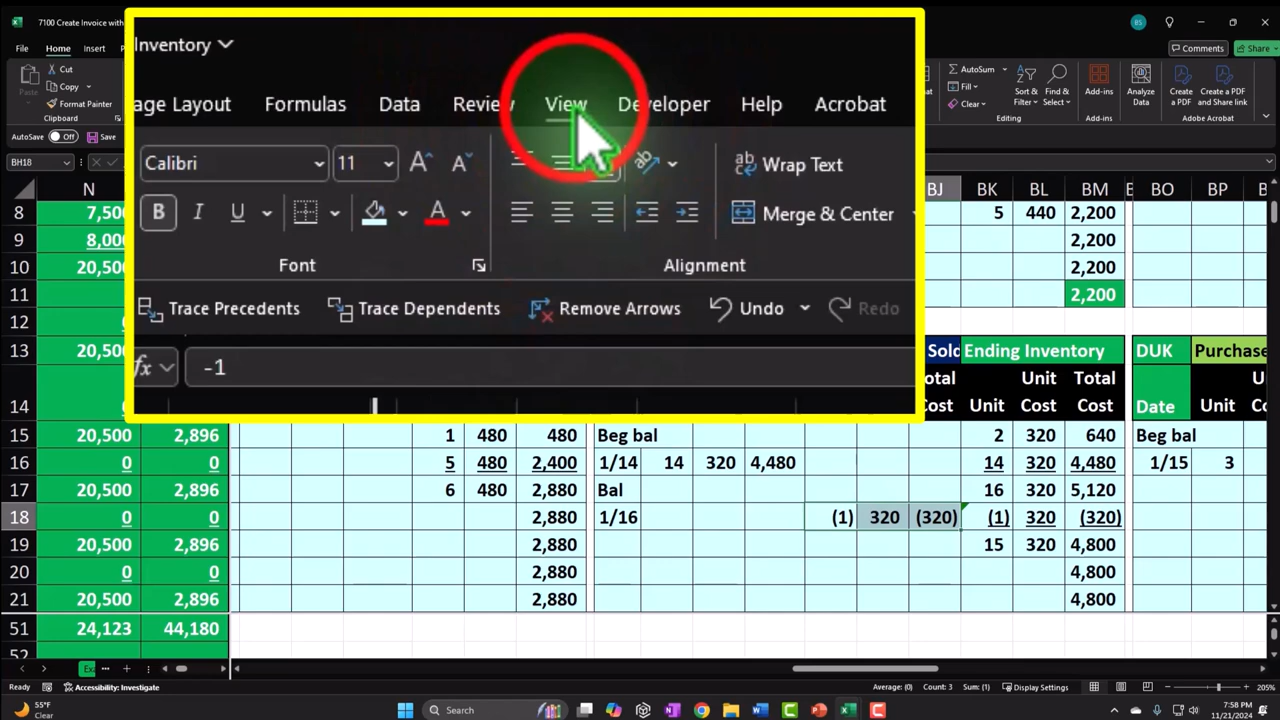 7100 Create Invoice with
BS
File Home Insert
Comments Share
Cut
Copy
Format Painter
Clipboard
AutoSave Off Save
BH18
Inventory
age Layout Formulas Data Review View Developer Help Acrobat
Calibri 11 ab Wrap Text
B I U A Merge & Center
Font Alignment
Trace Precedents Trace Dependents Remove Arrows Undo Redo
fx -1
AutoSum
Fill
Clear
Sort & Filter
Find & Select
Editing
Add-ins
Add-ins
Analyze Data
Create a PDF
Create a PDF and Share
Adobe Acrobat
N BJ BK BL BM BO BP
8 7,500 5 440 2,200
9 8,000 2,200
10 20,500 2,200
11 2,200
12
13 20,500 Sold Ending Inventory DUK Purchase
Unit Total
14 Cost Unit Cost Cost Date Unit
15 20,500 2,896 1 480 480 Beg bal 2 320 640 Beg bal
16 0 0 5 480 2,400 1/14 14 320 4,480 14 320 4,480 1/15 3
17 20,500 2,896 6 480 2,880 Bal 16 320 5,120
18 0 0 2,880 1/16 (1) 320 (320) (1) 320 (320)
19 20,500 2,896 2,880 15 320 4,800
20 0 0 2,880 4,800
21 20,500 2,896 2,880 4,800
51 24,123 44,180
52
Ready Accessibility: Investigate Average: (0) Count: 3 Sum: (1) Display Settings 205%
55°F
Clear
Search
7:58 PM
11/21/2024